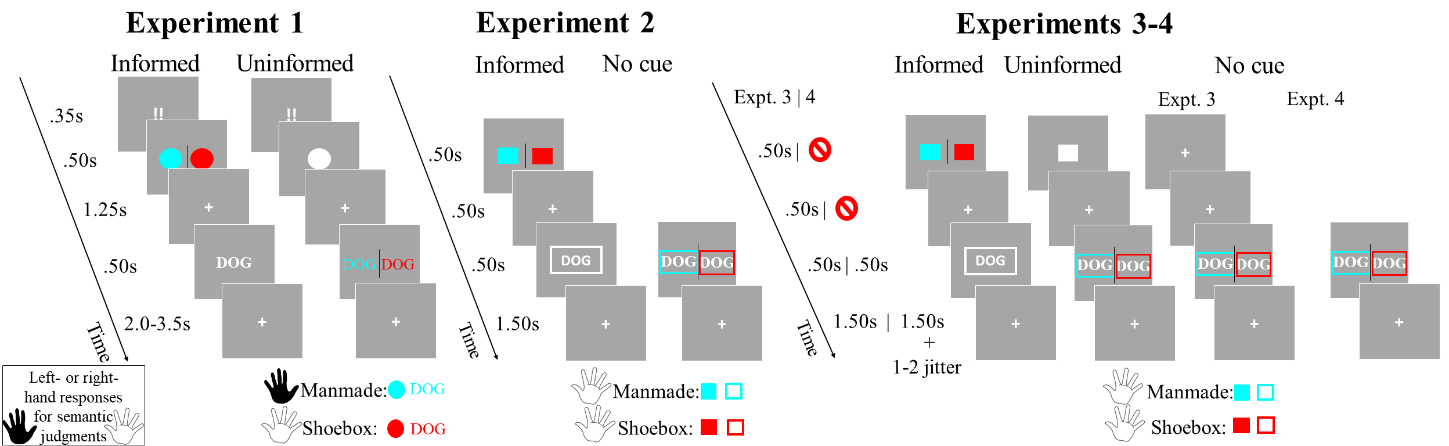 Experiment 1
Informed
Uninformed
.35s
!!
!!
.50s
1.25s
+
+
.50s
DOG
DOG
DOG
2.0-3.5s
+
+
Time
Left- or right-
hand responses
for semantic
judgments
Manmade: DOG
Shoebox: DOG
Experiment 2
Informed
No cue
.50s
.50s
+
.50s
DOG
DOG
DOG
1.50s
+
+
Time
Manmade:
Shoebox:
Experiments 3-4
Informed
Uninformed
No cue
Expt. 3 | 4
Expt. 3
Expt. 4
.50s |
+
.50s |
+
+
+
.50s | .50s
DOG
DOG
DOG
DOG
DOG
DOG
DOG
1.50s | 1.50s
+
1-2 jitter
+
+
+
+
Time
Manmade:
Shoebox: